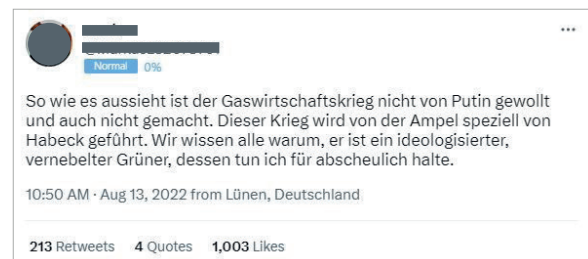 Normal 0%
So wie es aussieht ist der Gaswirtschaftskrieg nicht von Putin gewollt
und auch nicht gemacht. Dieser Krieg wird von der Ampel speziell von
Habeck geführt. Wir wissen alle warum, er ist ein ideologisierter,
vernebelter Grüner, dessen tun ich für abscheulich halte.
10:50 AM · Aug 13, 2022 from Lünen, Deutschland
213 Retweets 4 Quotes 1,003 Likes